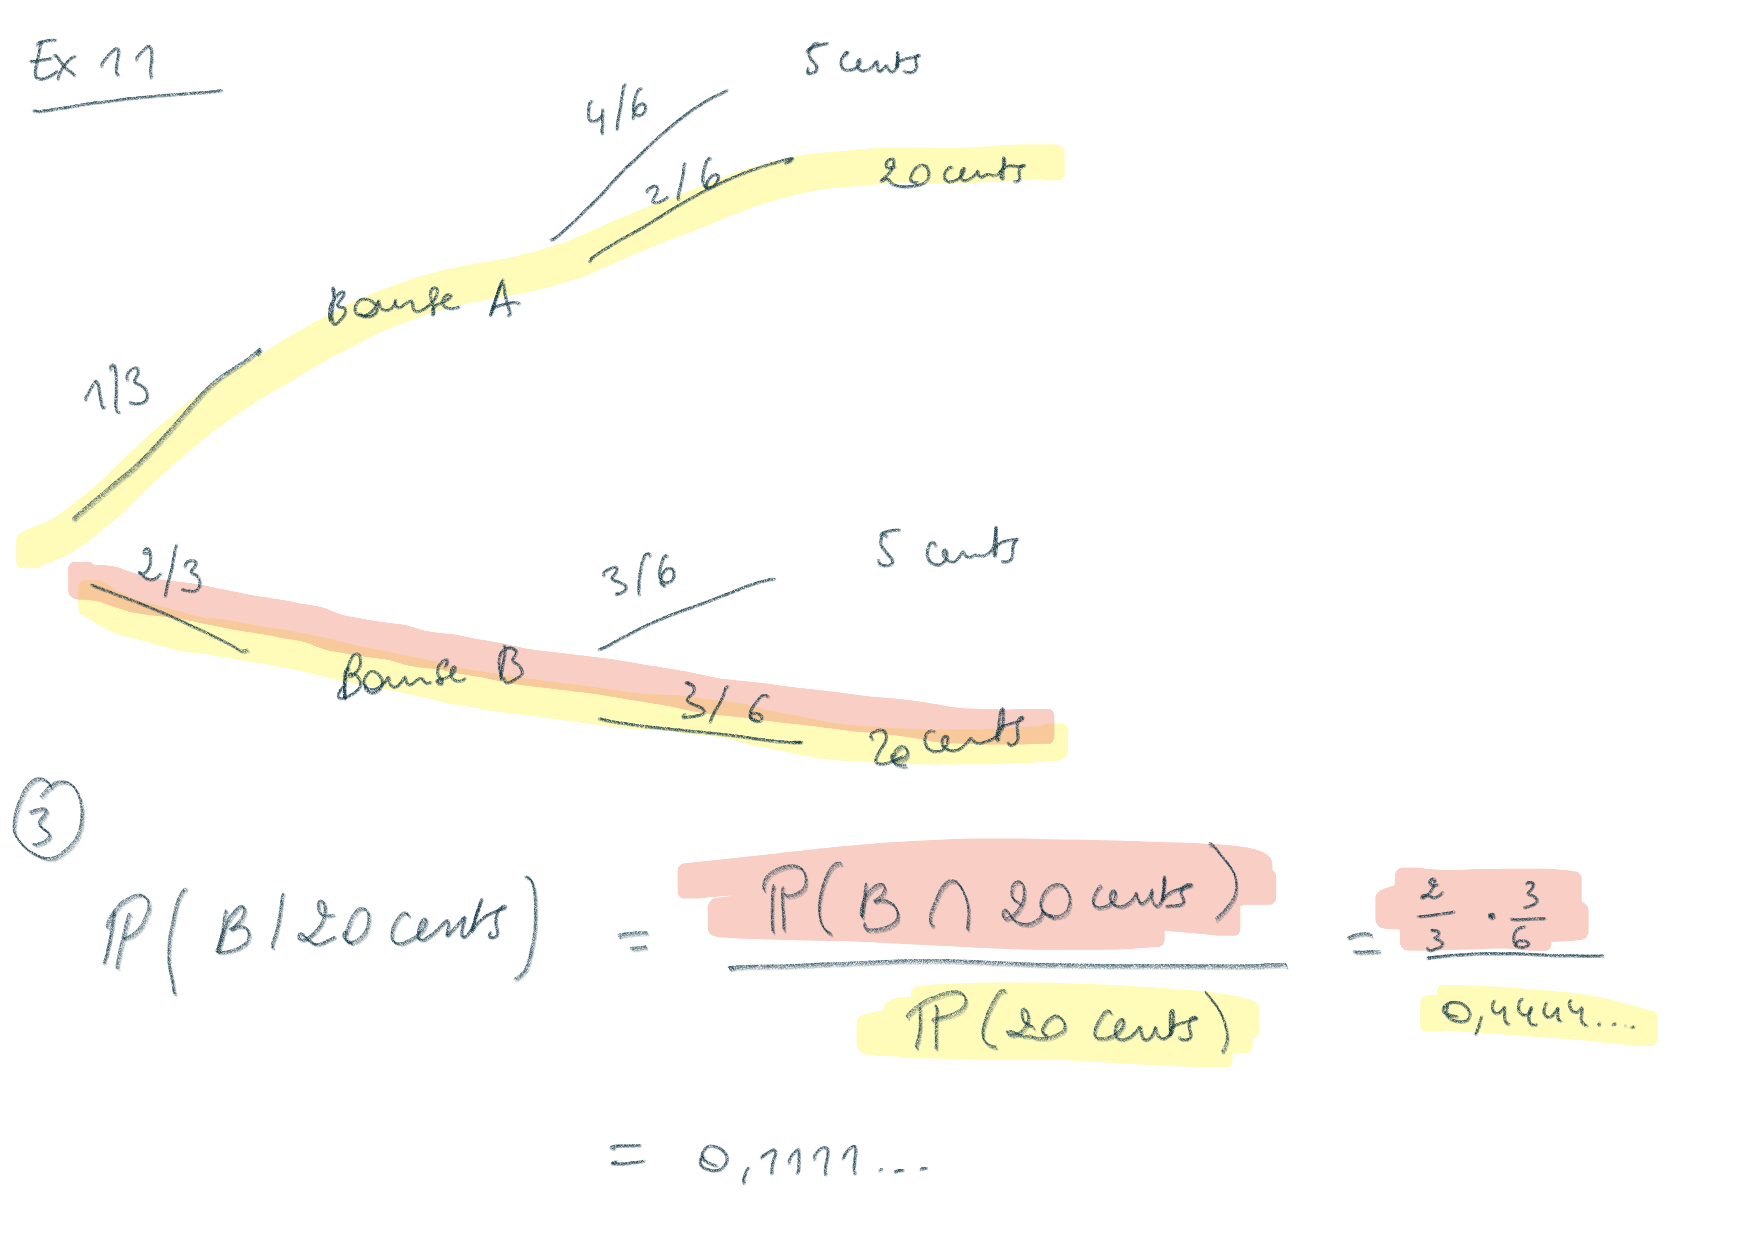 Ex 11
5 cents
4/6
2/6
20 cents
Bourse A
1/3
2/3
3/6
5 cents
Bourse B
3/6
20 cents
3
P( B | 20 cents ) = P( B ∩ 20 cents ) / P( 20 cents ) = 2/3 · 3/6 / 0,4444....
= 0,1111...